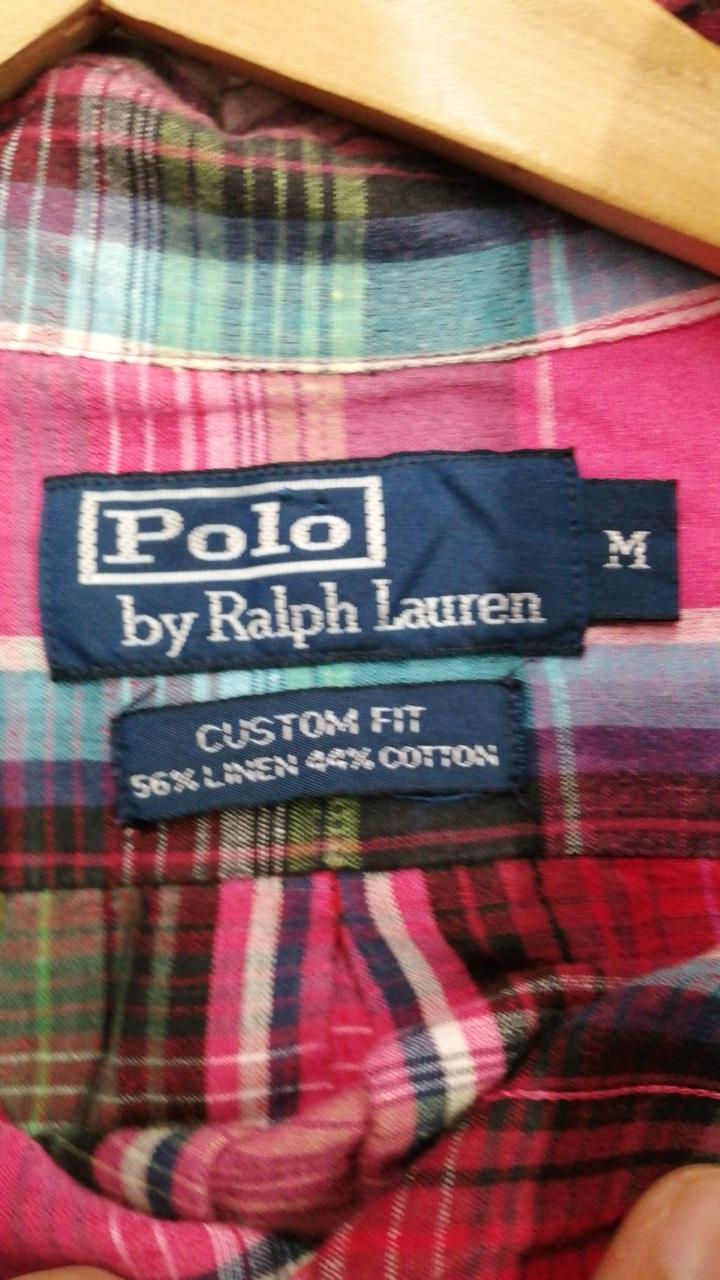 Polo
by Ralph Lauren
M
CUSTOM FIT
56% LINEN 44% COTTON